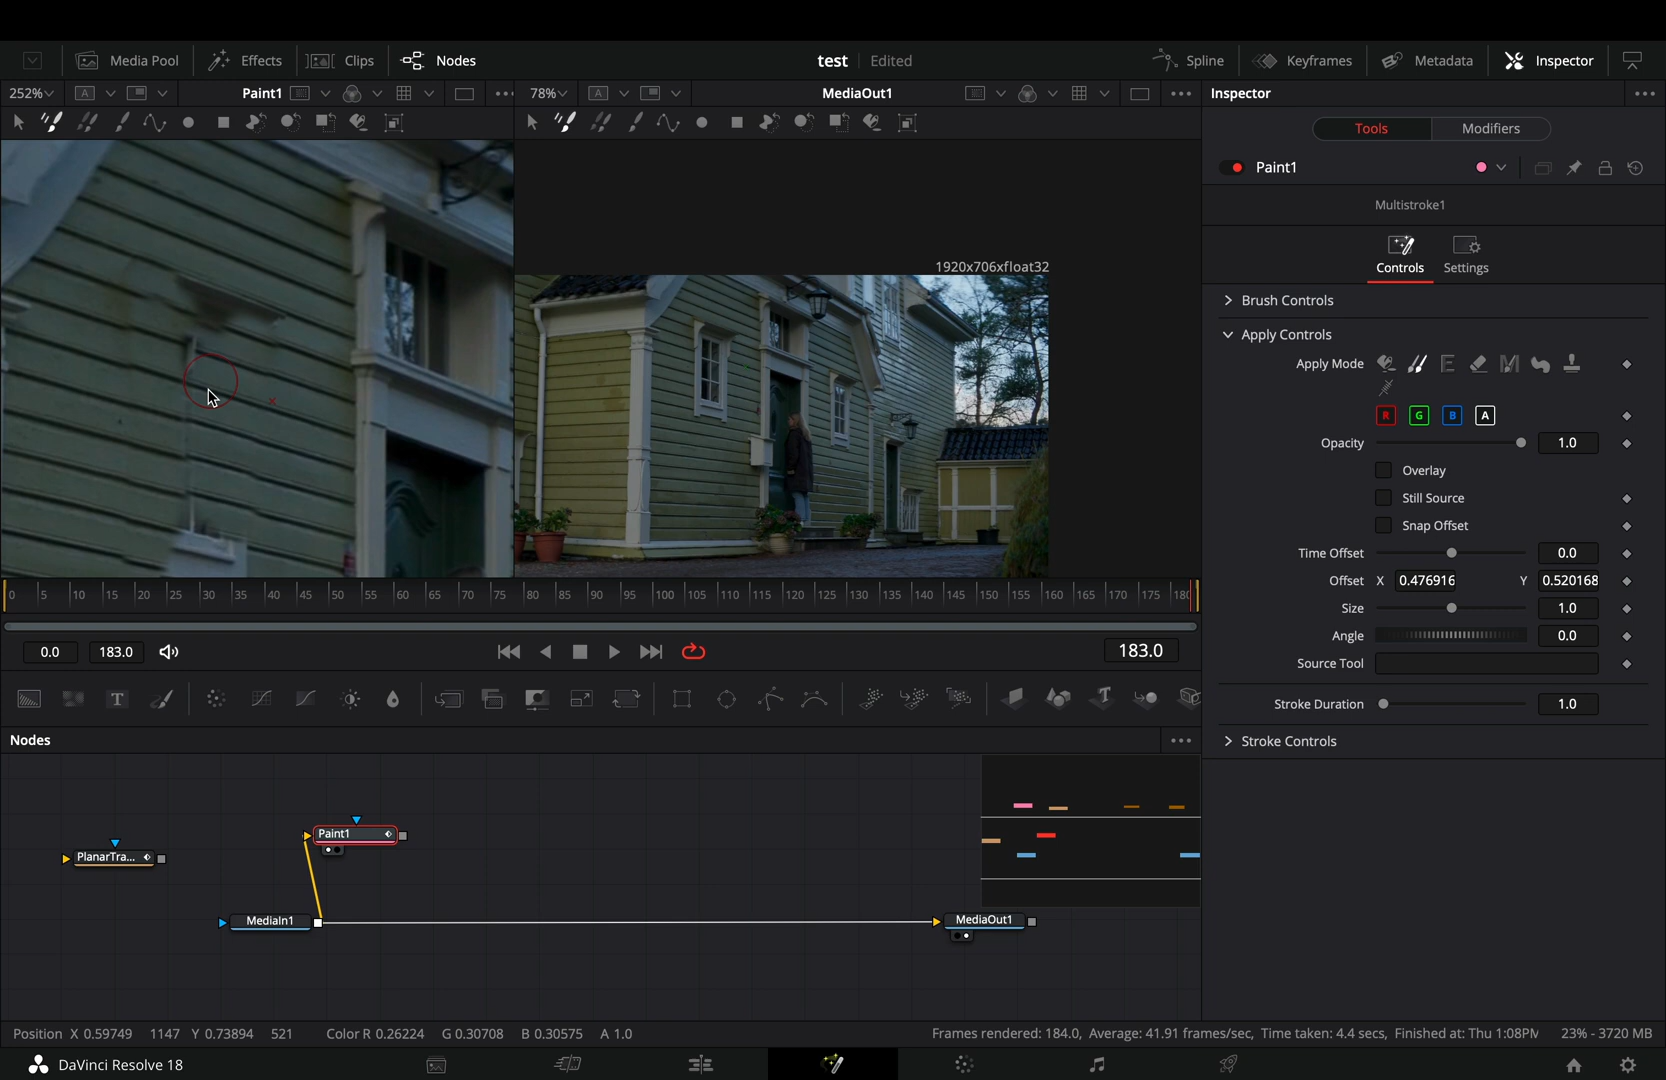 Media Pool Effects Clips Nodes test Edited Spline Keyframes Metadata Inspector
252% A Paint1 78% A MediaOut1 Inspector
Tools Modifiers
Paint1
Multistroke1
Controls Settings
1920x706xfloat32
Brush Controls
Apply Controls
Apply Mode
R G B A
Opacity 1.0
Overlay
Still Source
Snap Offset
Time Offset 0.0
Offset X 0.476916 Y 0.520168
Size 1.0
Angle 0.0
Source Tool
Stroke Duration 1.0
Stroke Controls
0 5 10 15 20 25 30 35 40 45 50 55 60 65 70 75 80 85 90 95 100 105 110 115 120 125 130 135 140 145 150 155 160 165 170 175 180
0.0 183.0 183.0
T T
Nodes
Paint1
PlanarTra...
MediaIn1 MediaOut1
Position X 0.59749 1147 Y 0.73894 521 Color R 0.26224 G 0.30708 B 0.30575 A 1.0 Frames rendered: 184.0, Average: 41.91 frames/sec, Time taken: 4.4 secs, Finished at: Thu 1:08PM 23% - 3720 MB
DaVinci Resolve 18